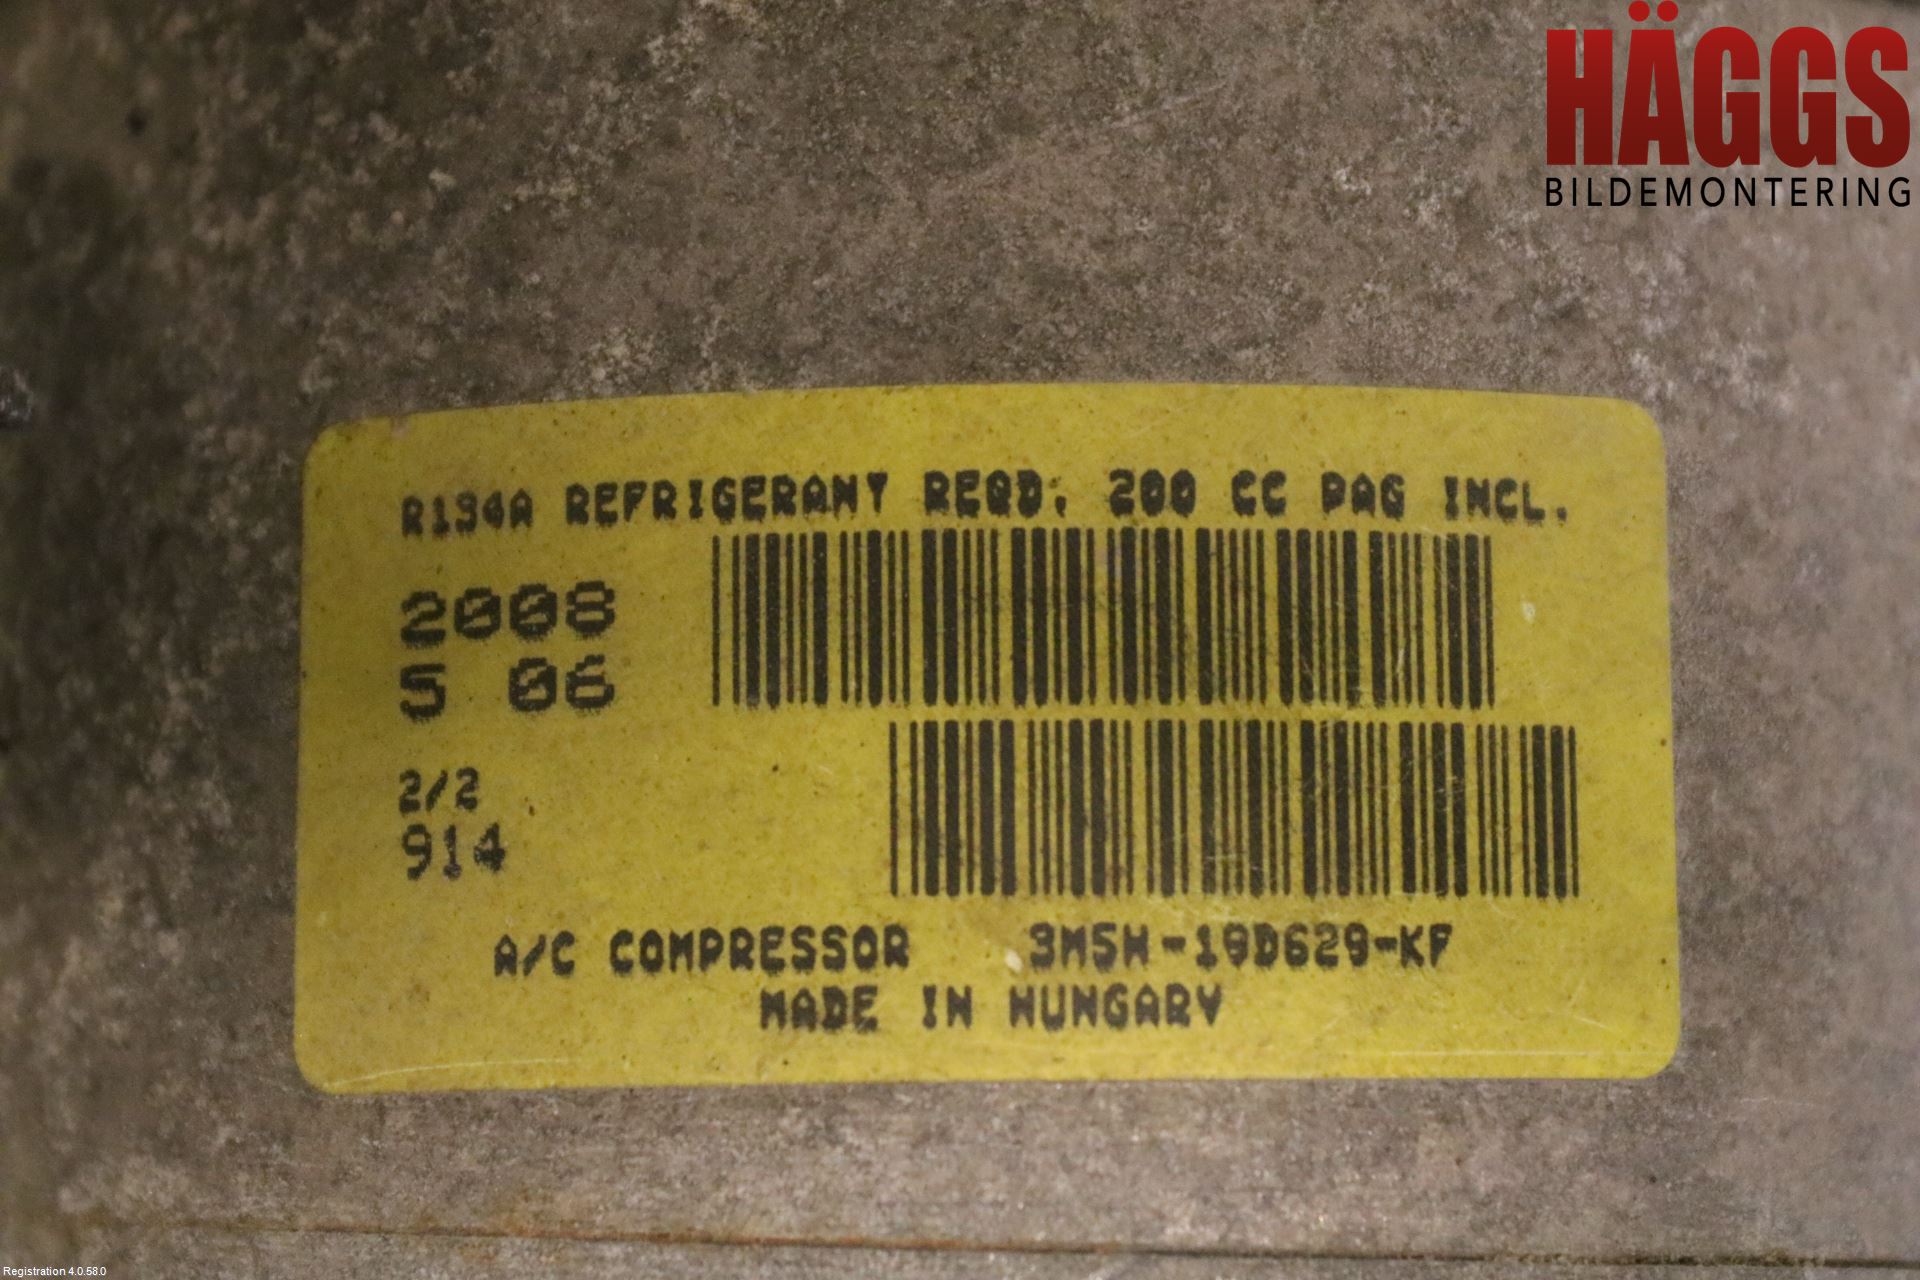 HÄGGS
BILDEMONTERING
R134A REFRIGERANT REQD. 200 CC PAG INCL.
2008
5 06
2/2
914
A/C COMPRESSOR 3M5H-19D629-KF
MADE IN HUNGARY
Registration 4.0.58.0